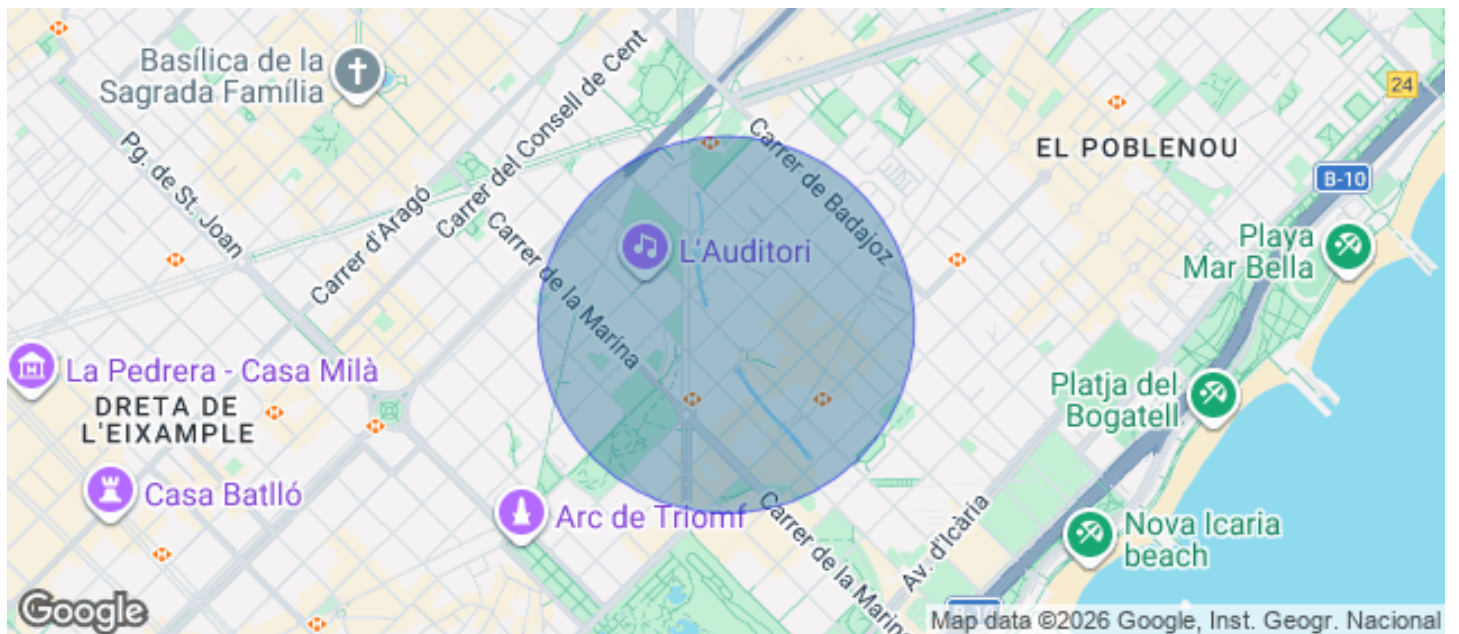 Basílica de la
Sagrada Família
Carrer del Consell de Cent
24
Pg. de St. Joan
Carrer d'Aragó
Carrer de Badajoz
EL POBLENOU
B-10
Carrer de la Marina
L'Auditori
Playa
Mar Bella
La Pedrera - Casa Milà
DRETA DE
L'EIXAMPLE
Platja del
Bogatell
Casa Batlló
Arc de Triomf
Carrer de la Marina
Av. d'Icària
Nova Icaria
beach
B-10
Google
Map data ©2026 Google, Inst. Geogr. Nacional